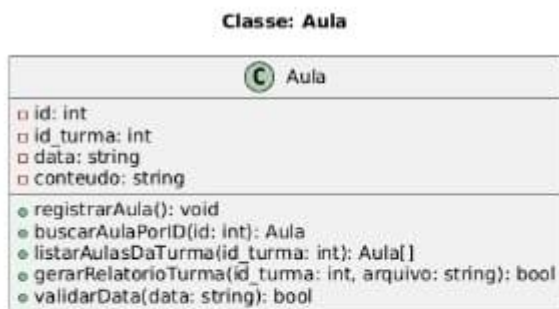 Classe: Aula
C Aula
id: int
id_turma: int
data: string
conteudo: string
registrarAula(): void
buscarAulaPorID(id: int): Aula
listarAulasDaTurma(id_turma: int): Aula[]
gerarRelatorioTurma(id_turma: int, arquivo: string): bool
validarData(data: string): bool